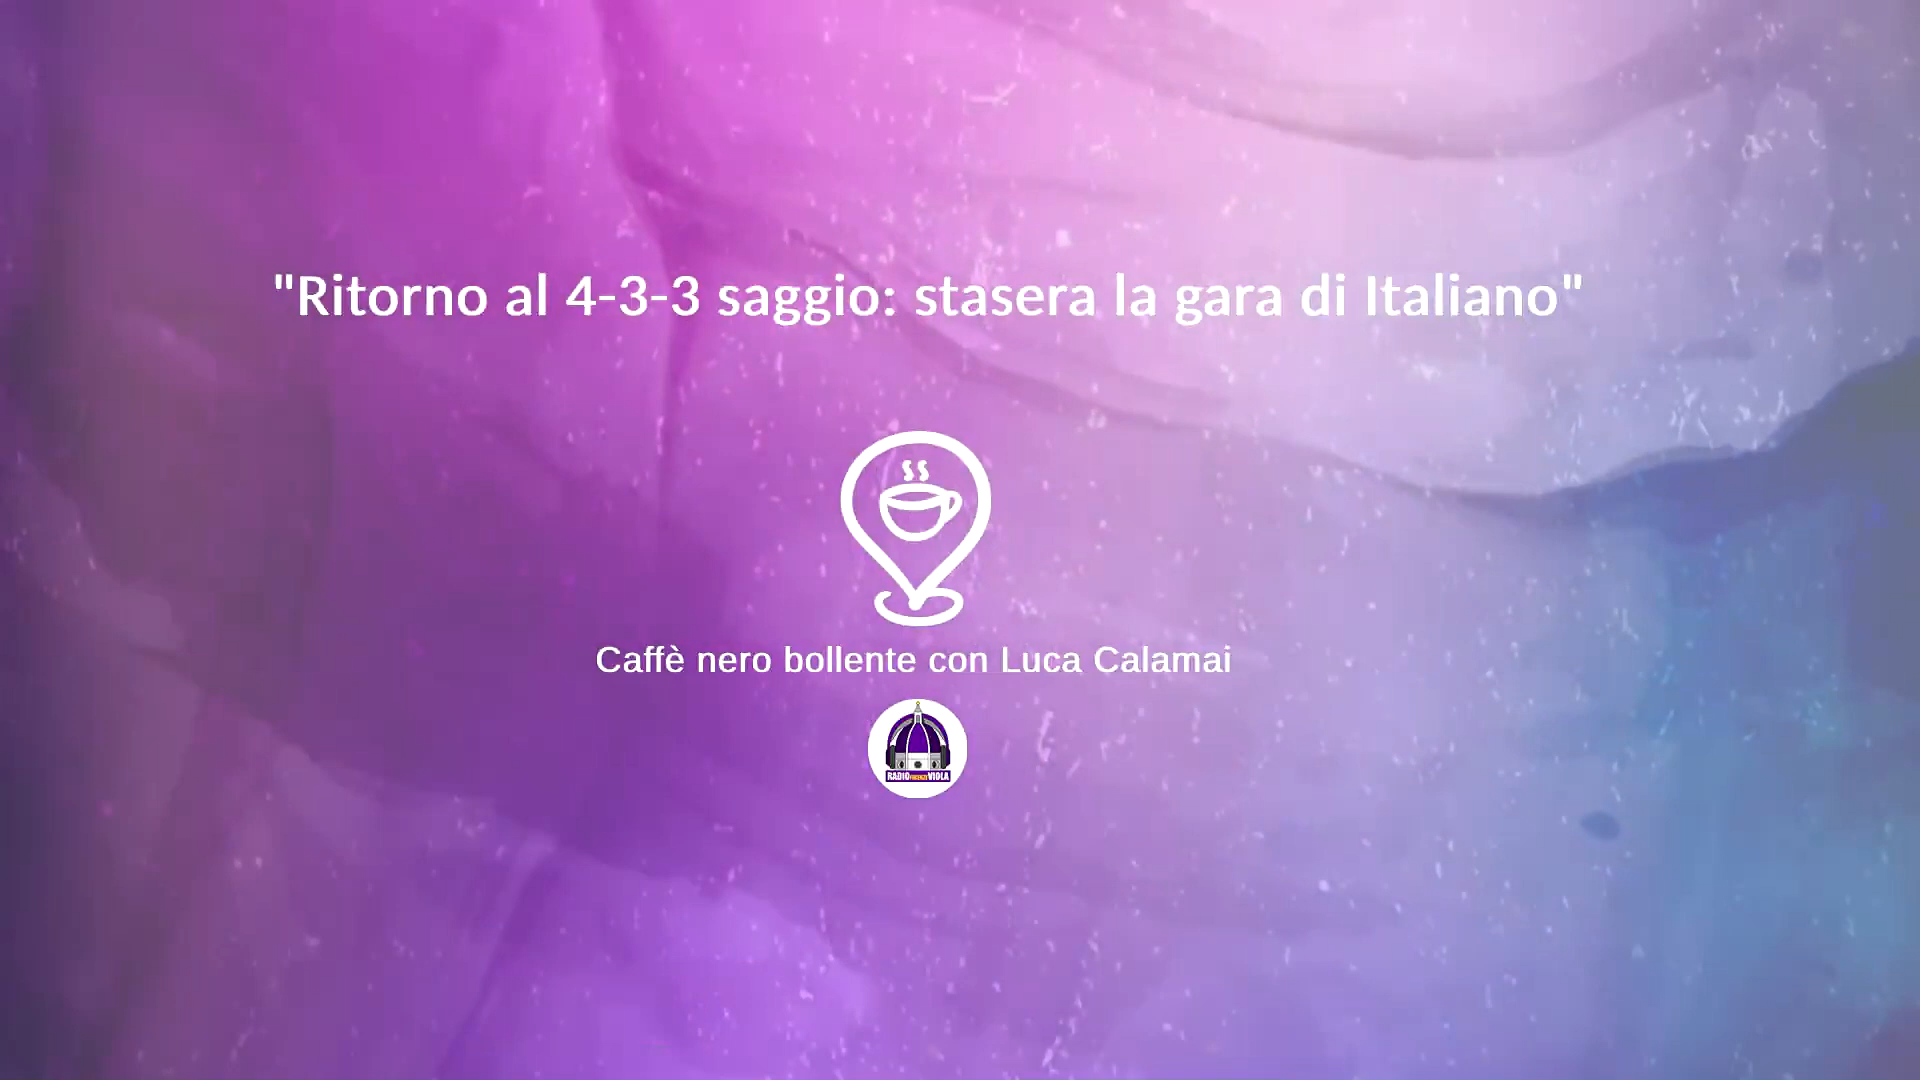 "Ritorno al 4-3-3 saggio: stasera la gara di Italiano"
Caffè nero bollente con Luca Calamai
RADIO FIRENZE VIOLA